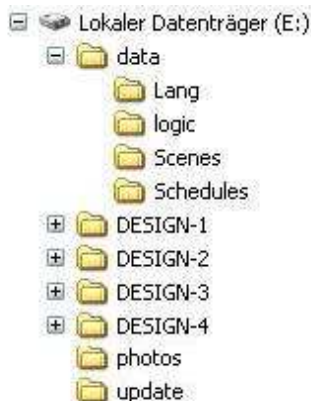 Lokaler Datenträger (E:)
data
Lang
logic
Scenes
Schedules
DESIGN-1
DESIGN-2
DESIGN-3
DESIGN-4
photos
update